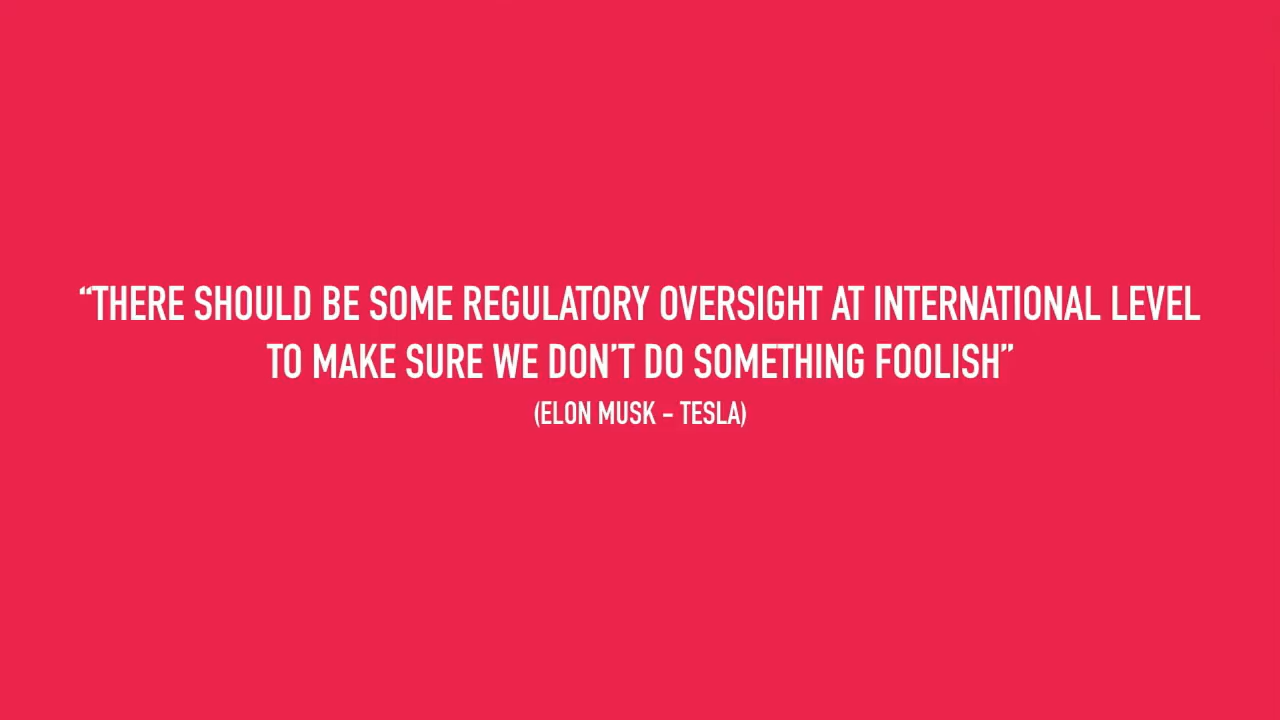 “THERE SHOULD BE SOME REGULATORY OVERSIGHT AT INTERNATIONAL LEVEL
TO MAKE SURE WE DON’T DO SOMETHING FOOLISH”
(ELON MUSK – TESLA)